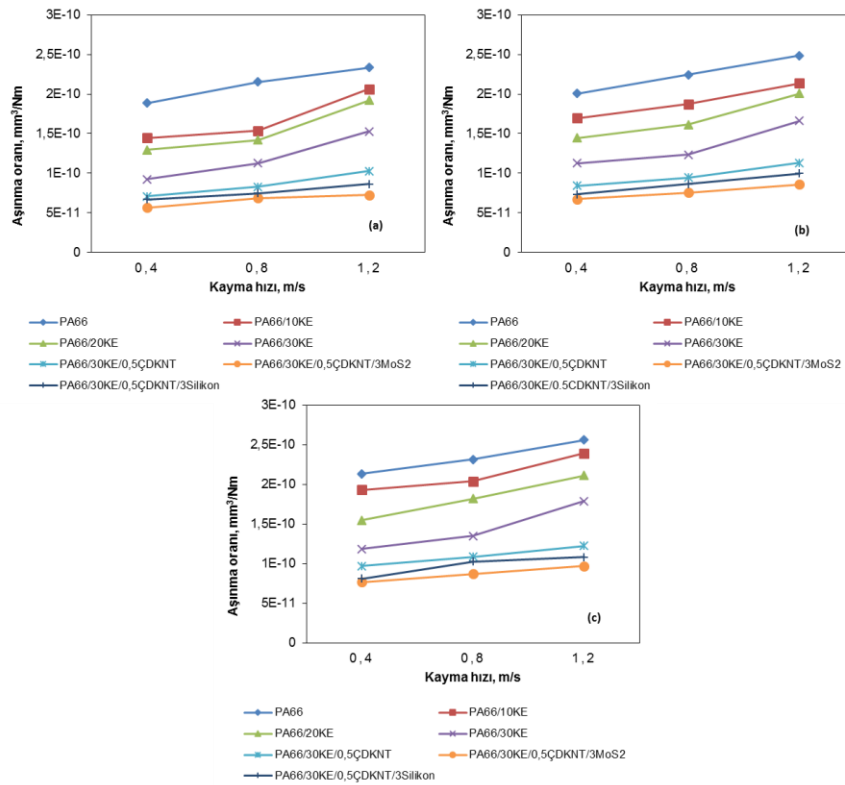 3E-10
2,5E-10
2E-10
1,5E-10
1E-10
5E-11
0
Aşınma oranı, mm³/Nm
(a)
0,4 0,8 1,2
Kayma hızı, m/s
PA66 PA66/10KE
PA66/20KE PA66/30KE
PA66/30KE/0,5ÇDKNT PA66/30KE/0,5ÇDKNT/3MoS2
PA66/30KE/0,5ÇDKNT/3Silikon
3E-10
2,5E-10
2E-10
1,5E-10
1E-10
5E-11
0
Aşınma oranı, mm³/Nm
(b)
0,4 0,8 1,2
Kayma hızı, m/s
PA66 PA66/10KE
PA66/20KE PA66/30KE
PA66/30KE/0,5ÇDKNT PA66/30KE/0,5ÇDKNT/3MoS2
PA66/30KE/0.5CDKNT/3Silikon
3E-10
2,5E-10
2E-10
1,5E-10
1E-10
5E-11
0
Aşınma oranı, mm³/Nm
(c)
0,4 0,8 1,2
Kayma hızı, m/s
PA66 PA66/10KE
PA66/20KE PA66/30KE
PA66/30KE/0,5ÇDKNT PA66/30KE/0,5ÇDKNT/3MoS2
PA66/30KE/0,5ÇDKNT/3Silikon